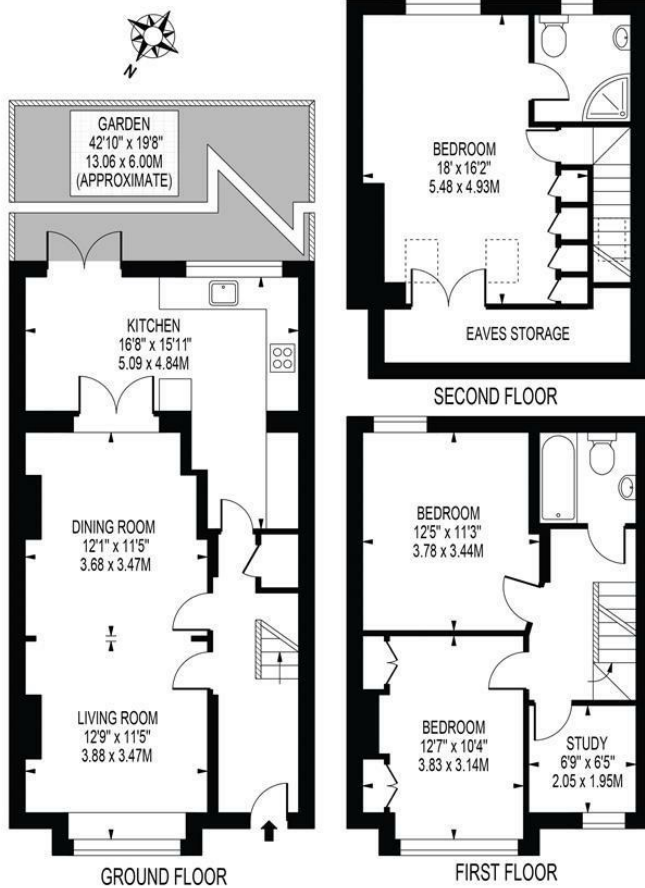 N
GARDEN
42'10" x 19'8"
13.06 x 6.00M
(APPROXIMATE)
KITCHEN
16'8" x 15'11"
5.09 x 4.84M
DINING ROOM
12'1" x 11'5"
3.68 x 3.47M
LIVING ROOM
12'9" x 11'5"
3.88 x 3.47M
GROUND FLOOR
BEDROOM
18' x 16'2"
5.48 x 4.93M
EAVES STORAGE
SECOND FLOOR
BEDROOM
12'5" x 11'3"
3.78 x 3.44M
BEDROOM
12'7" x 10'4"
3.83 x 3.14M
STUDY
6'9" x 6'5"
2.05 x 1.95M
FIRST FLOOR